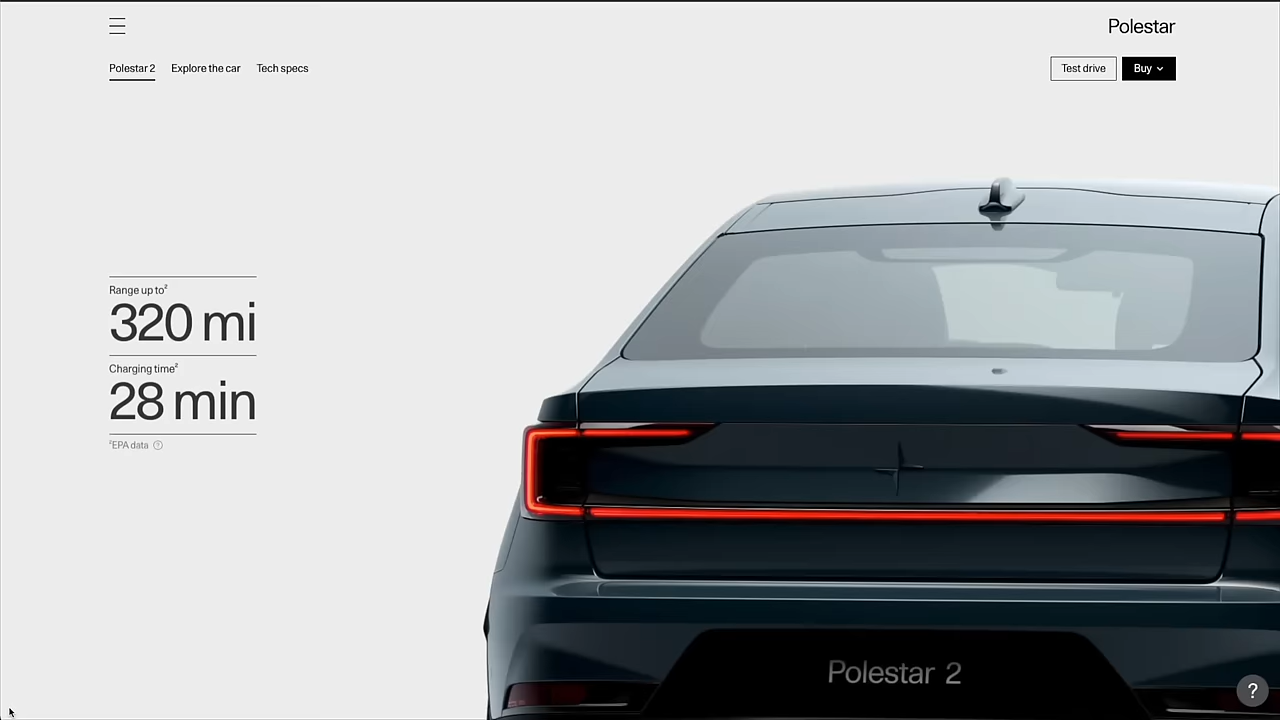 Polestar
Polestar 2 Explore the car Tech specs Test drive Buy
Range up to²
320 mi
Charging time²
28 min
²EPA data ?
Polestar 2
?